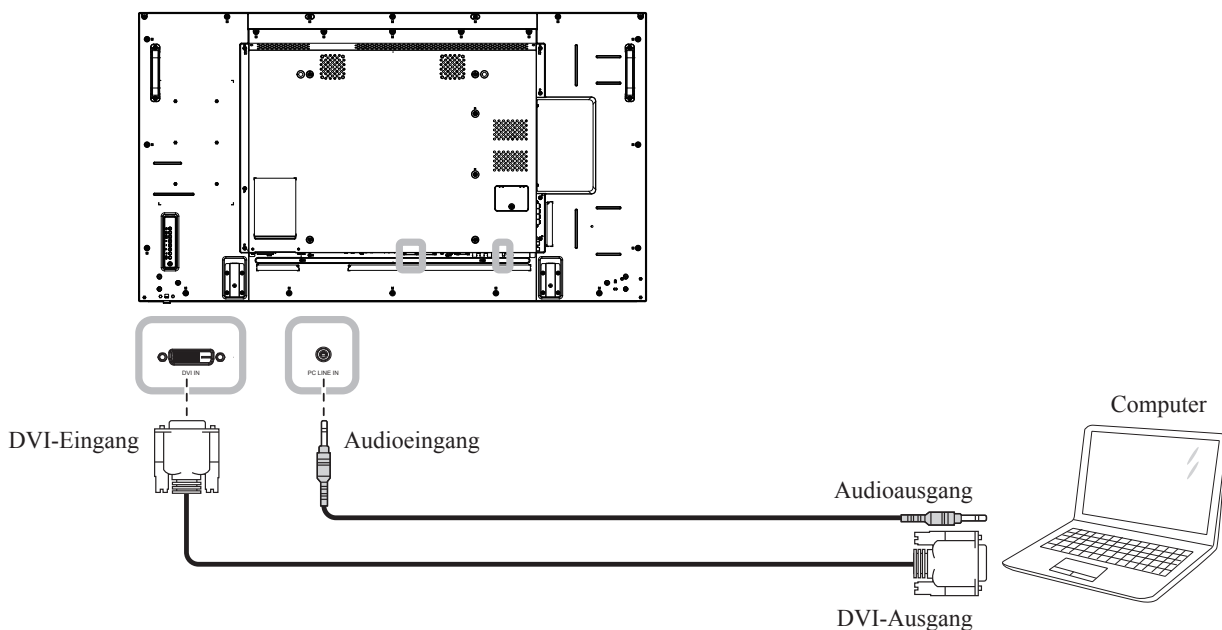 DVI IN
PC LINE IN
DVI-Eingang
Audioeingang
Computer
Audioausgang
DVI-Ausgang